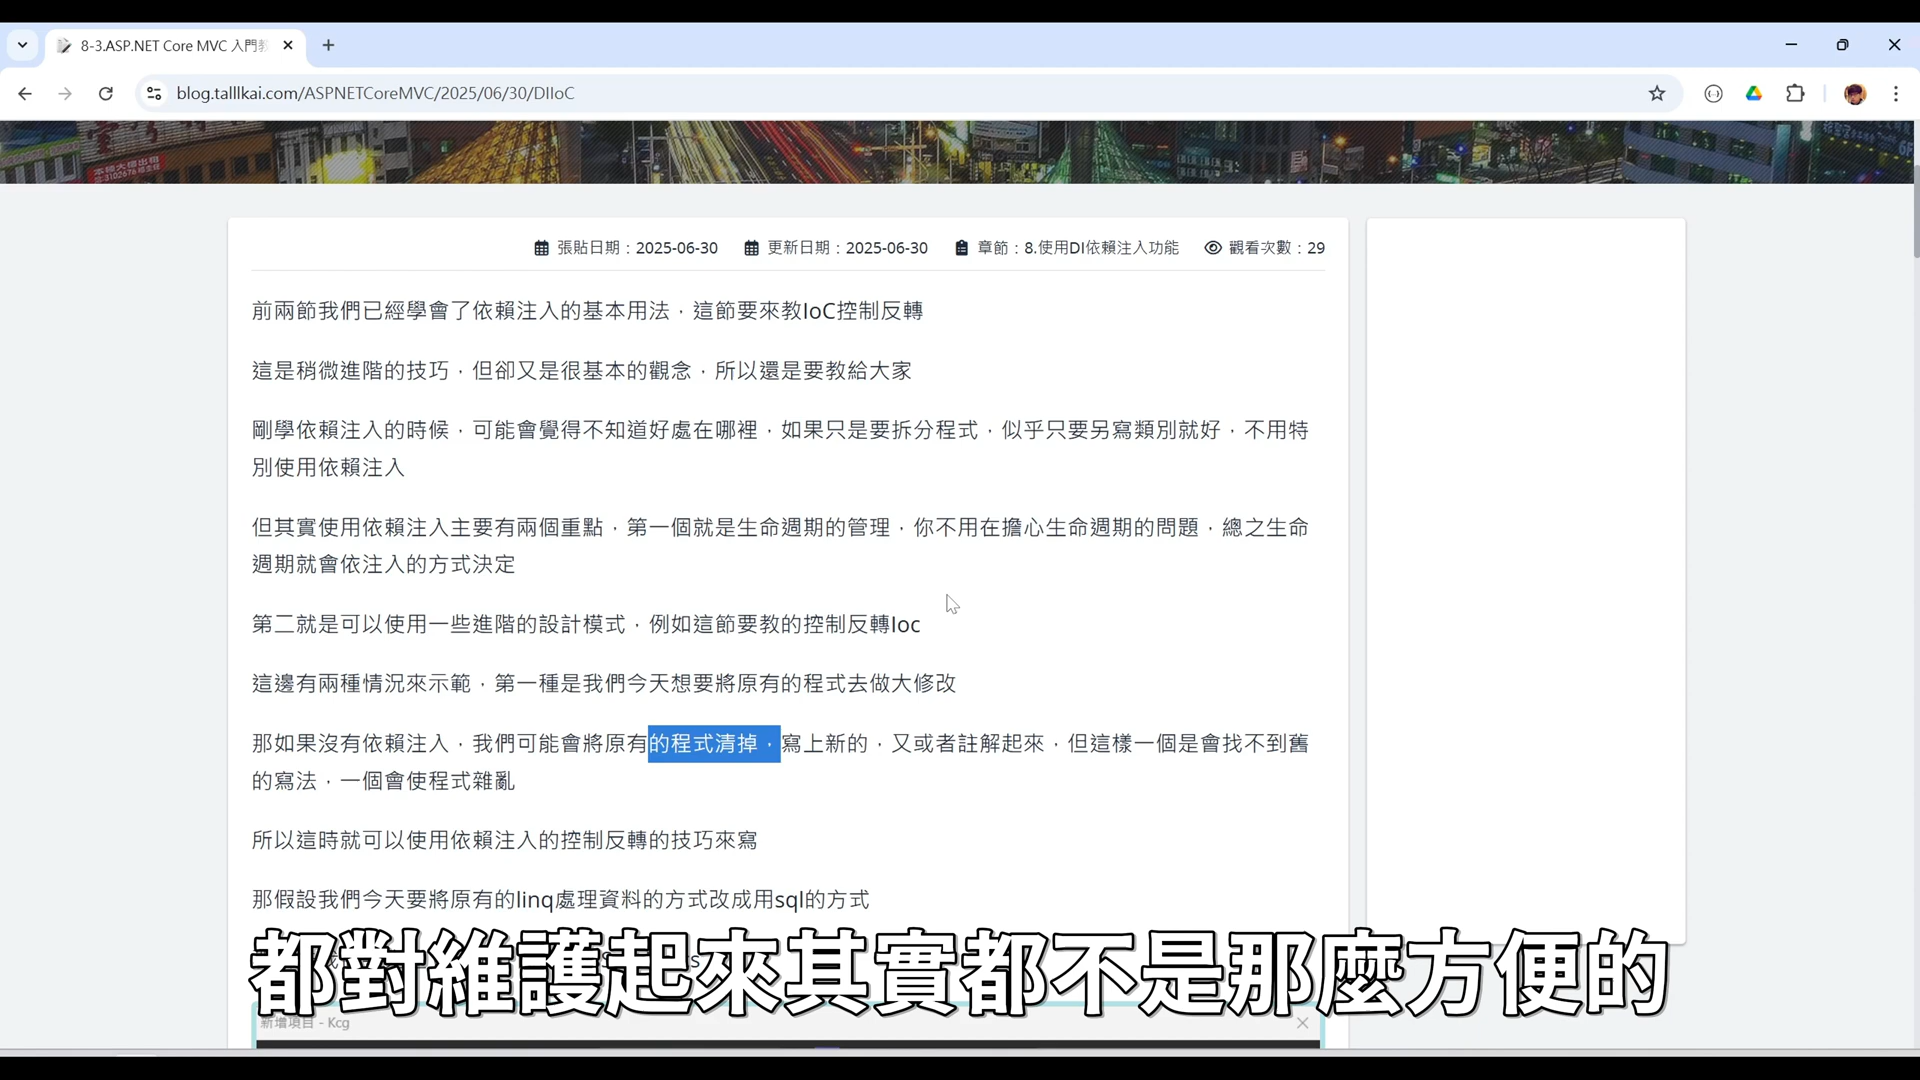 8-3.ASP.NET Core MVC 入門
blog.talllkai.com/ASPNETCoreMVC/2025/06/30/DIIoC
張貼日期：2025-06-30 更新日期：2025-06-30 章節：8.使用DI依賴注入功能 觀看次數：29
前兩節我們已經學會了依賴注入的基本用法，這節要來教IoC控制反轉
這是稍微進階的技巧，但卻又是很基本的觀念，所以還是要教給大家
剛學依賴注入的時候，可能會覺得不知道好處在哪裡，如果只是要拆分程式，似乎只要另寫類別就好，不用特
別使用依賴注入
但其實使用依賴注入主要有兩個重點，第一個就是生命週期的管理，你不用在擔心生命週期的問題，總之生命
週期就會依注入的方式決定
第二就是可以使用一些進階的設計模式，例如這節要教的控制反轉Ioc
這邊有兩種情況來示範，第一種是我們今天想要將原有的程式去做大修改
那如果沒有依賴注入，我們可能會將原有的程式清掉，寫上新的，又或者註解起來，但這樣一個是會找不到舊
的寫法，一個會使程式雜亂
所以這時就可以使用依賴注入的控制反轉的技巧來寫
那假設我們今天要將原有的linq處理資料的方式改成用sql的方式
都對維護起來其實都不是那麼方便的
新增項目 - Kcg